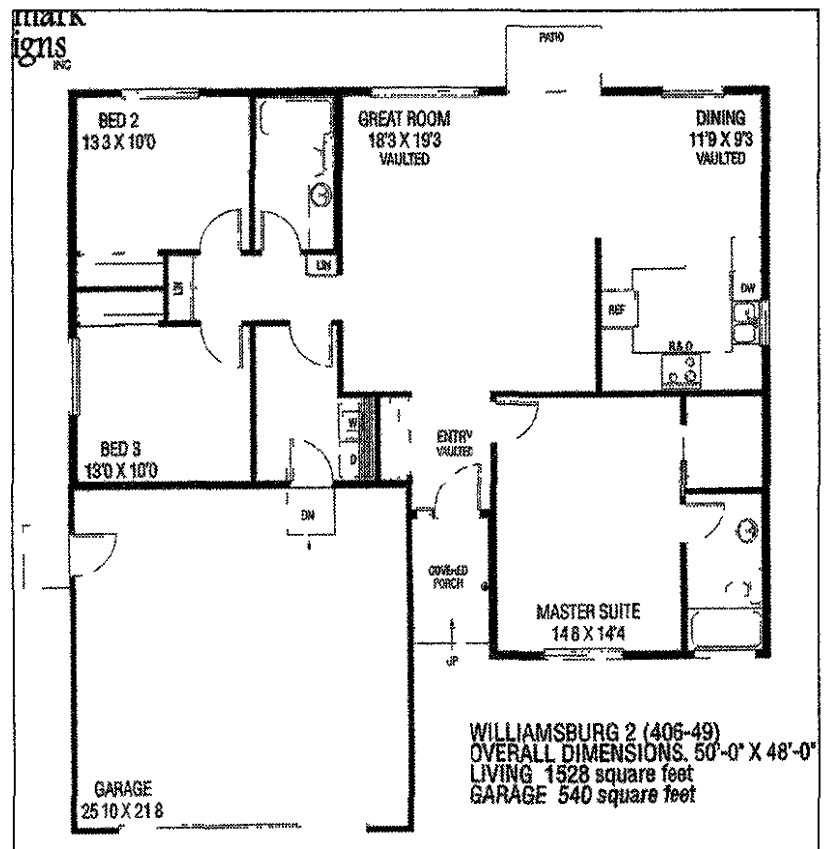 mark
igns
INC
PATIO
BED 2
13 3 X 10'0
GREAT ROOM
18'3 X 19'3
VAULTED
DINING
11'9 X 9'3
VAULTED
LIN
LIN
REF
DW
R&O
BED 3
13'0 X 10'0
W
D
ENTRY
VAULTED
DN
COVERED
PORCH
UP
MASTER SUITE
14 8 X 14'4
GARAGE
25 10 X 21 8
WILLIAMSBURG 2 (406-49)
OVERALL DIMENSIONS. 50'-0" X 48'-0"
LIVING 1528 square feet
GARAGE 540 square feet